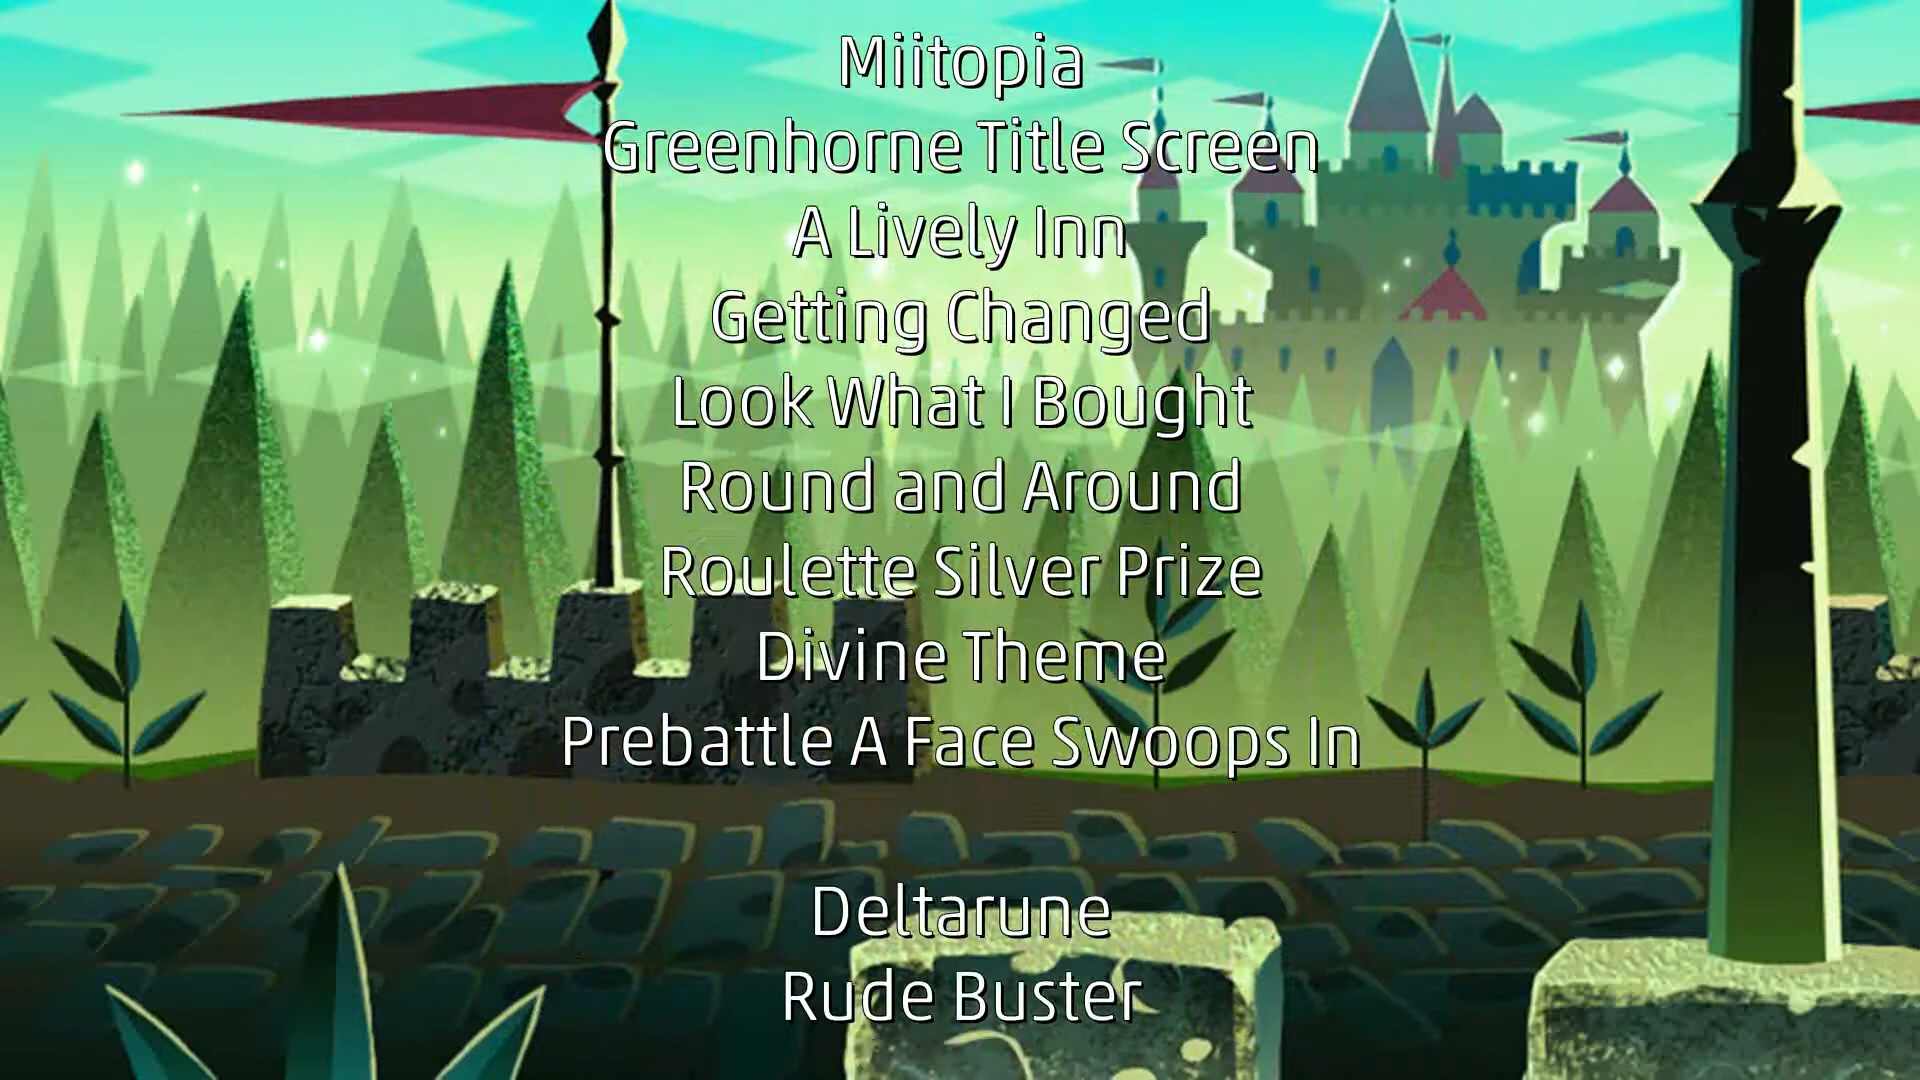 Miitopia
Greenhorne Title Screen
A Lively Inn
Getting Changed
Look What I Bought
Round and Around
Roulette Silver Prize
Divine Theme
Prebattle A Face Swoops In
Deltarune
Rude Buster